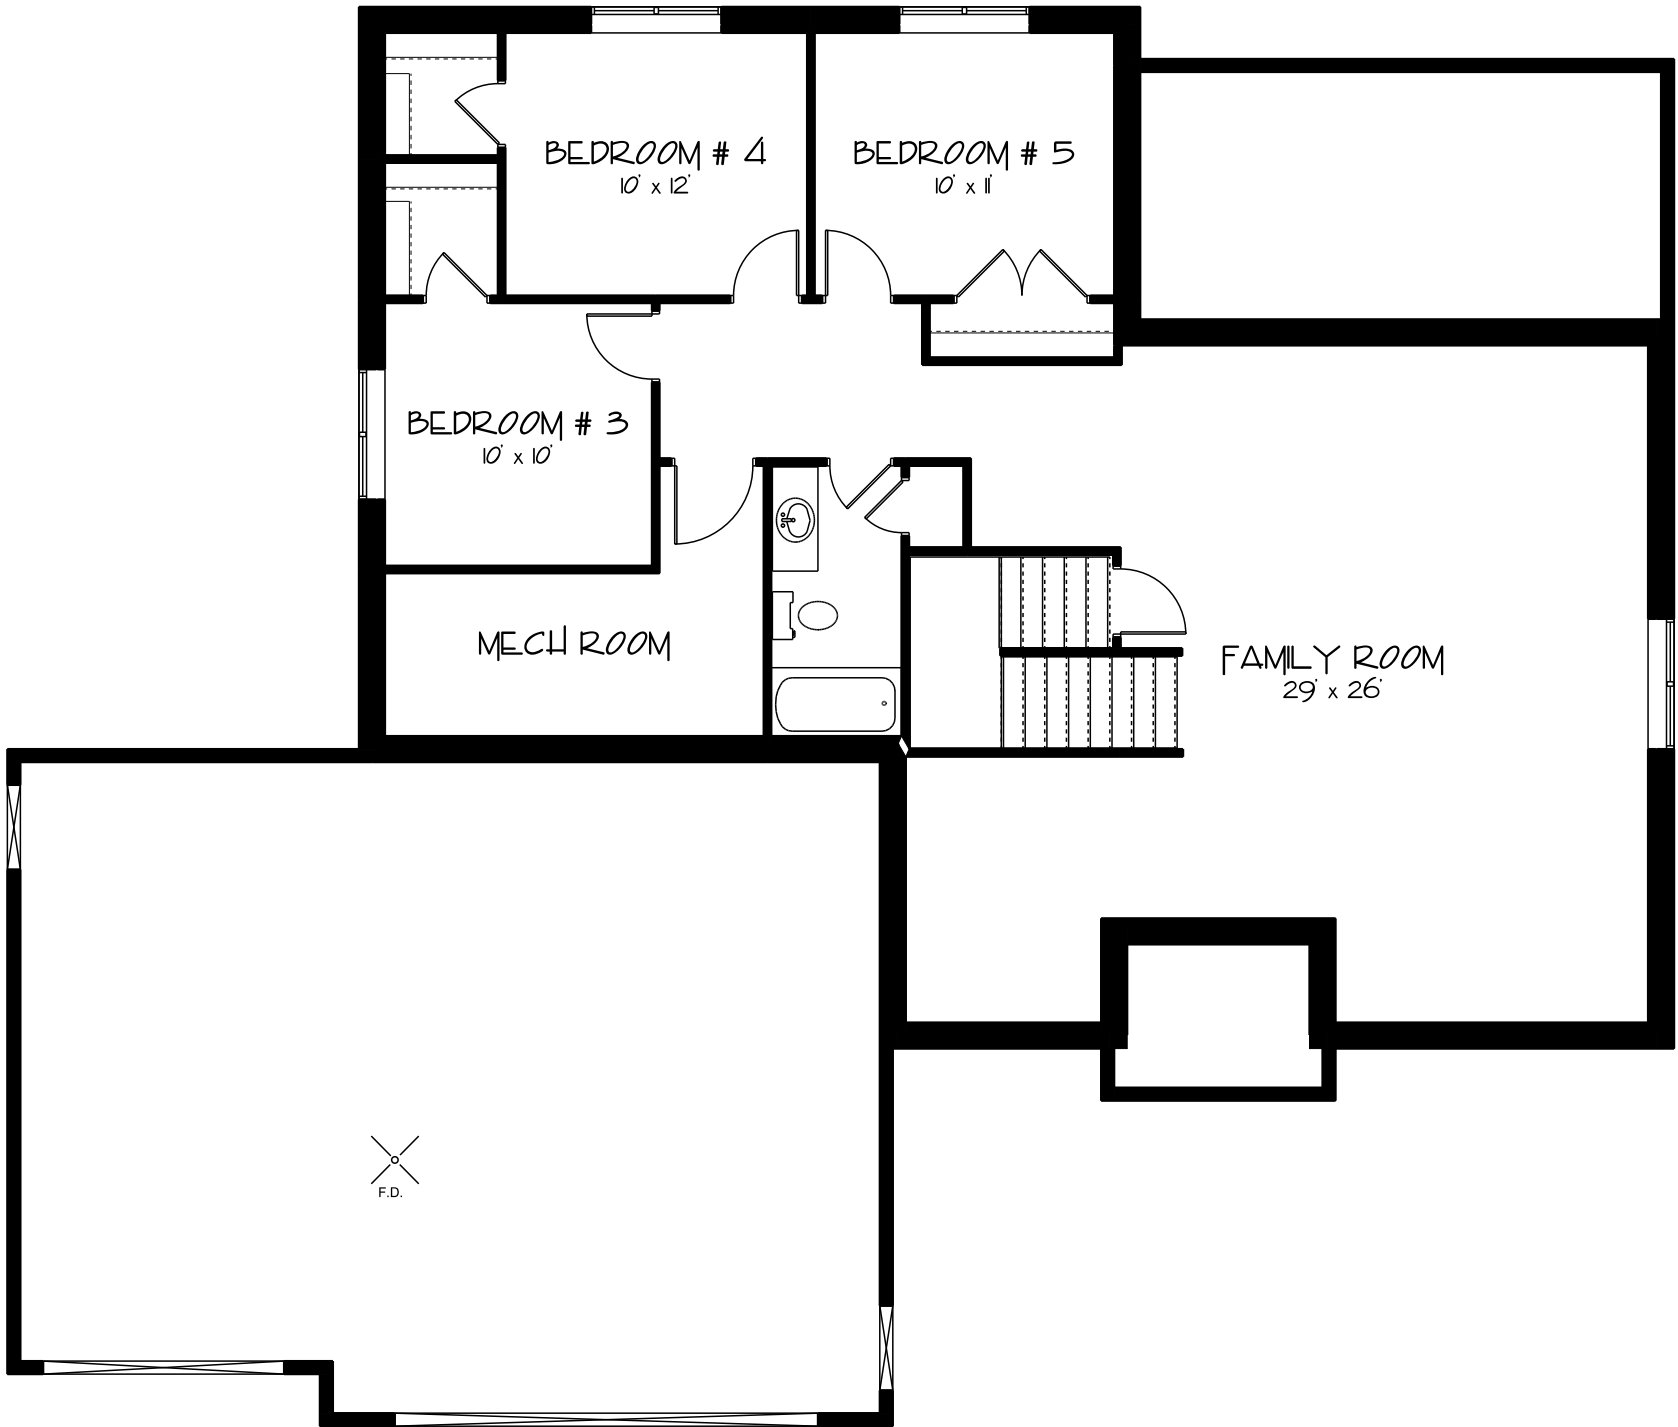 BEDROOM # 4
10' x 12'
BEDROOM # 5
10' x 11'
BEDROOM # 3
10' x 10'
MECH ROOM
FAMILY ROOM
29' x 26'
F.D.